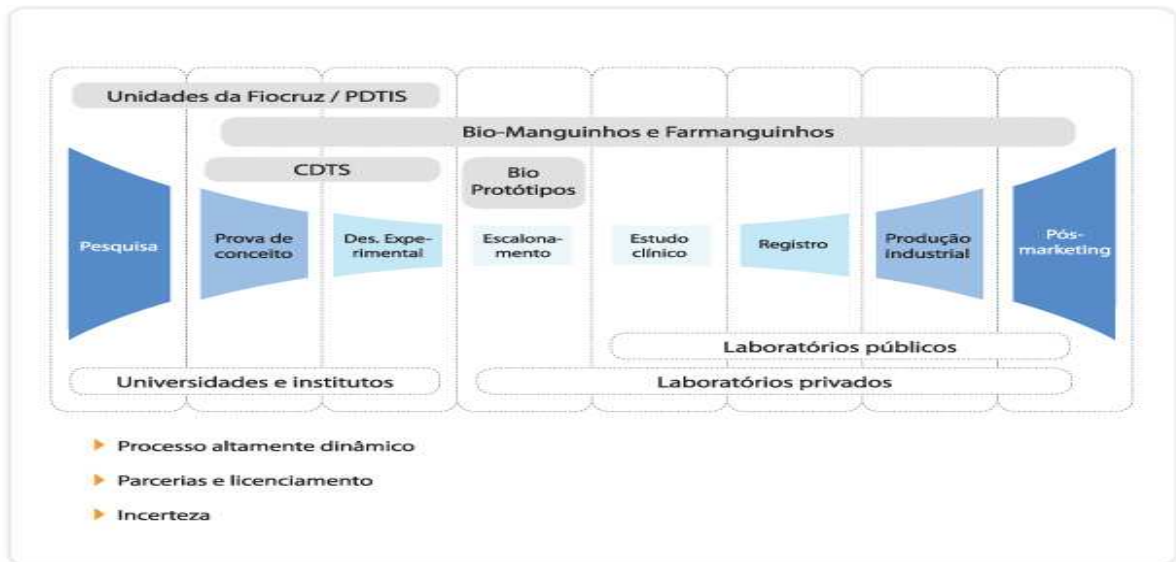 Unidades da Fiocruz / PDTIS
Bio-Manguinhos e Farmanguinhos
CDTS
Bio
Protótipos
Pesquisa
Prova de
conceito
Des. Expe-
rimental
Escalona-
mento
Estudo
clínico
Registro
Produção
industrial
Pós-
marketing
Laboratórios públicos
Universidades e institutos
Laboratórios privados
Processo altamente dinâmico
Parcerias e licenciamento
Incerteza